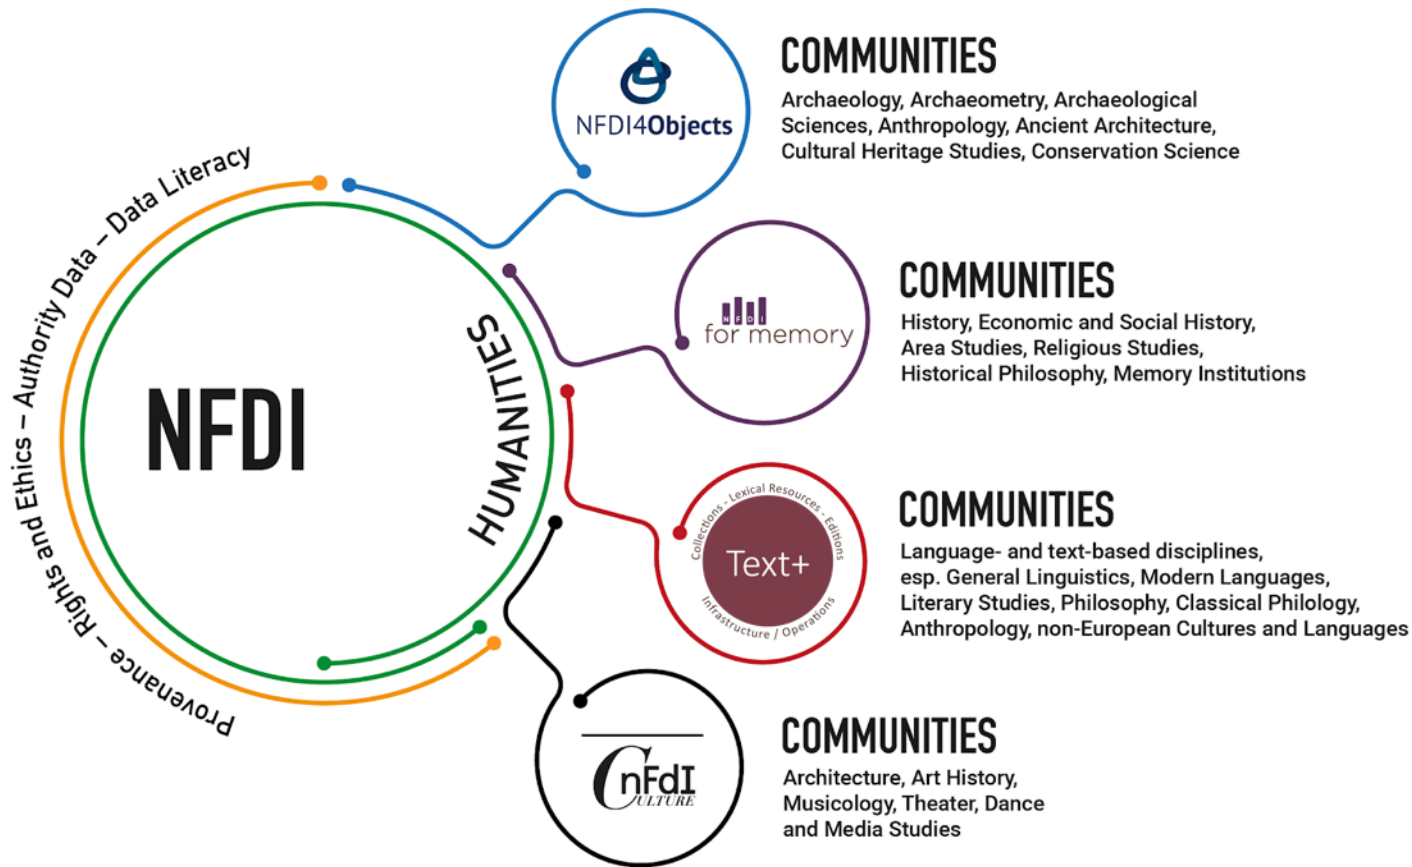 Provenance – Rights and Ethics – Authority Data – Data Literacy
NFDI
HUMANITIES
NFDI4Objects
COMMUNITIES
Archaeology, Archaeometry, Archaeological
Sciences, Anthropology, Ancient Architecture,
Cultural Heritage Studies, Conservation Science
NFDI
for memory
COMMUNITIES
History, Economic and Social History,
Area Studies, Religious Studies,
Historical Philosophy, Memory Institutions
Collections - Lexical Resources - Editions
Text+
Infrastructure / Operations
COMMUNITIES
Language- and text-based disciplines,
esp. General Linguistics, Modern Languages,
Literary Studies, Philosophy, Classical Philology,
Anthropology, non-European Cultures and Languages
nFdI
CULTURE
COMMUNITIES
Architecture, Art History,
Musicology, Theater, Dance
and Media Studies